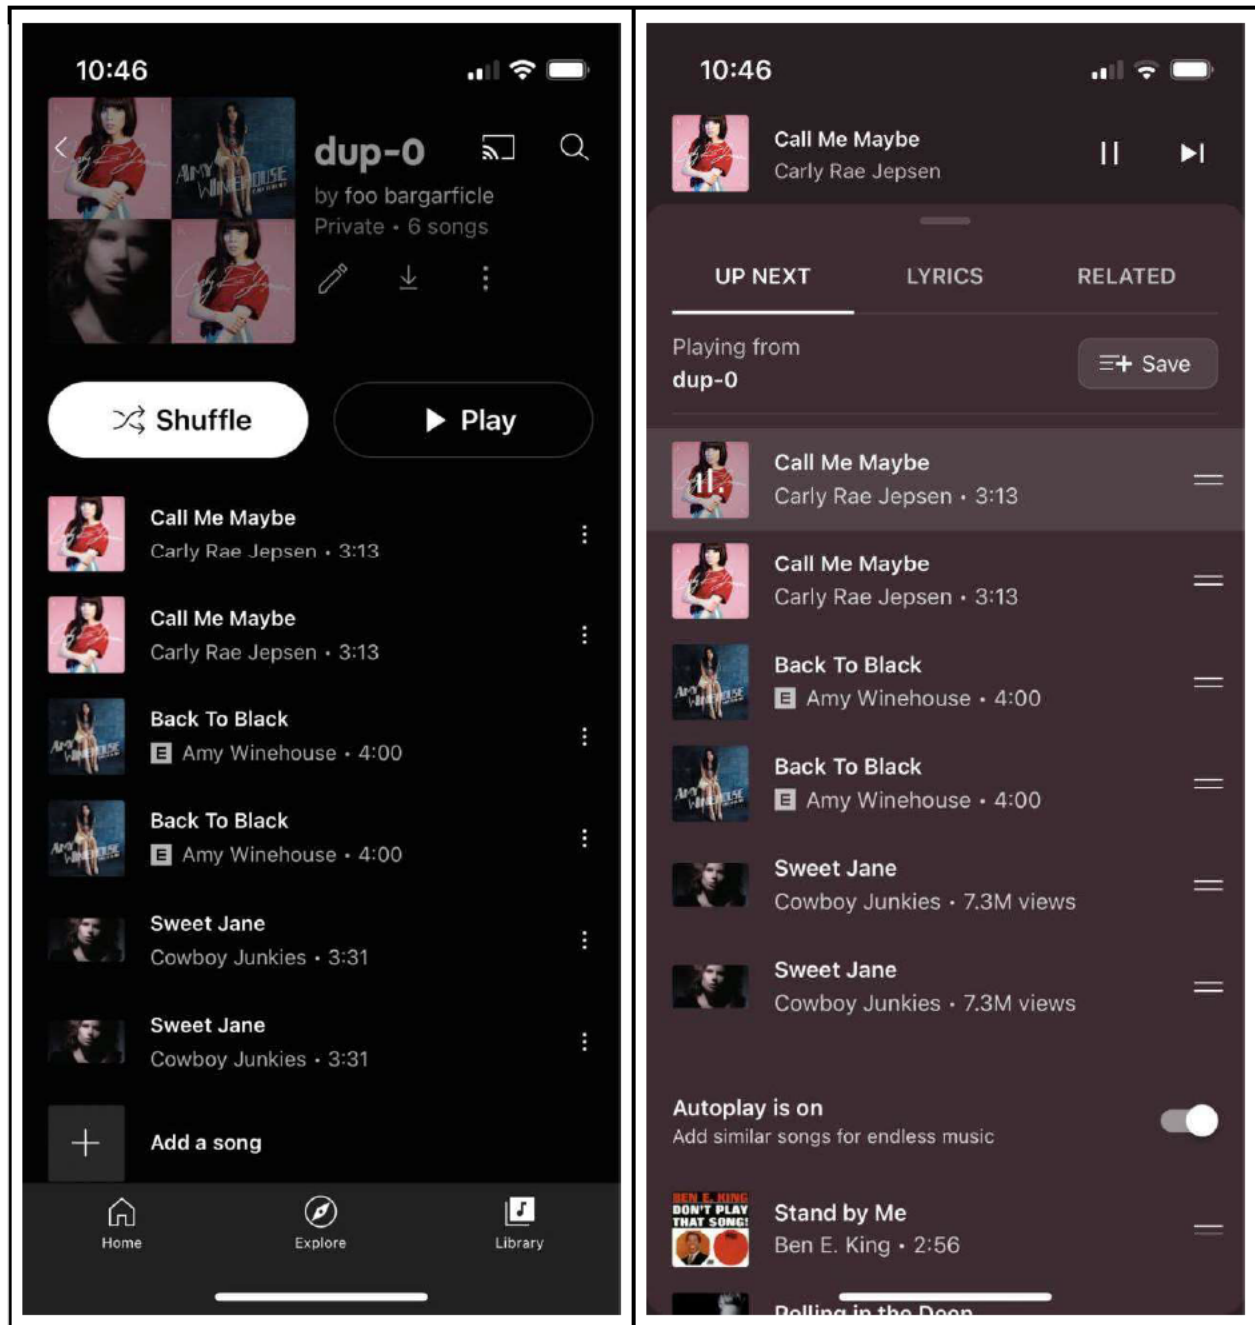 10:46
dup-0
by foo bargarficle
Private • 6 songs
AMY WINEHOUSE
Shuffle
Play
Call Me Maybe
Carly Rae Jepsen • 3:13
Call Me Maybe
Carly Rae Jepsen • 3:13
Back To Black
E Amy Winehouse • 4:00
Back To Black
E Amy Winehouse • 4:00
Sweet Jane
Cowboy Junkies • 3:31
Sweet Jane
Cowboy Junkies • 3:31
Add a song
Home
Explore
Library
10:46
Call Me Maybe
Carly Rae Jepsen
UP NEXT
LYRICS
RELATED
Playing from
dup-0
Save
Call Me Maybe
Carly Rae Jepsen • 3:13
Call Me Maybe
Carly Rae Jepsen • 3:13
Back To Black
E Amy Winehouse • 4:00
Back To Black
E Amy Winehouse • 4:00
Sweet Jane
Cowboy Junkies • 7.3M views
Sweet Jane
Cowboy Junkies • 7.3M views
Autoplay is on
Add similar songs for endless music
BEN E. KING
DON'T PLAY
THAT SONG!
Stand by Me
Ben E. King • 2:56
Rolling in the Deep